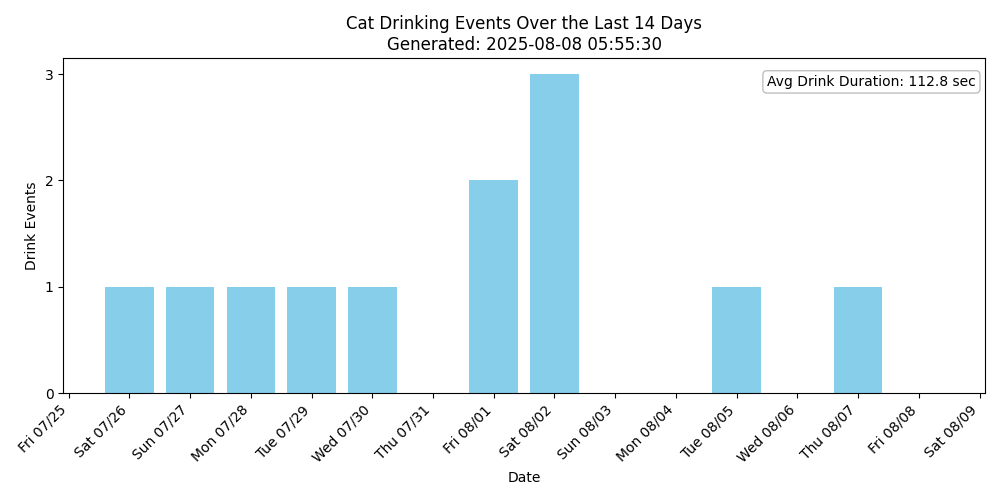 Cat Drinking Events Over the Last 14 Days
Generated: 2025-08-08 05:55:30
Avg Drink Duration: 112.8 sec
Drink Events
3
2
1
0
Fri 07/25
Sat 07/26
Sun 07/27
Mon 07/28
Tue 07/29
Wed 07/30
Thu 07/31
Fri 08/01
Sat 08/02
Sun 08/03
Mon 08/04
Tue 08/05
Wed 08/06
Thu 08/07
Fri 08/08
Sat 08/09
Date